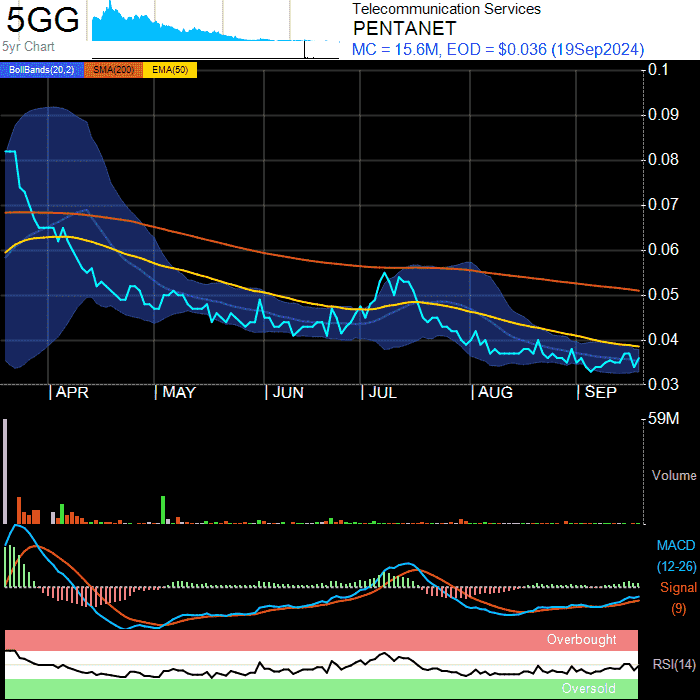 5GG
5yr Chart
Telecommunication Services
PENTANET
MC = 15.6M, EOD = $0.036 (19Sep2024)
BollBands(20,2) SMA(200) EMA(50)
0.1
0.09
0.08
0.07
0.06
0.05
0.04
0.03
APR MAY JUN JUL AUG SEP
59M
Volume
MACD
(12-26)
Signal
(9)
Overbought
RSI(14)
Oversold